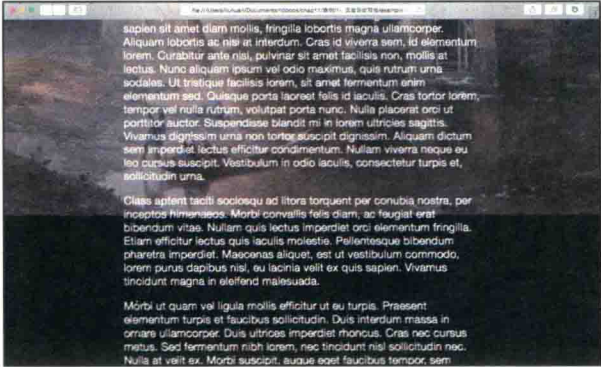 sapien sit amet diam mollis, fringilla lobortis magna ullamcorper.
Aliquam lobortis ac nisi at interdum. Cras id viverra sem, id elementum
lorem. Curabitur ante nisi, pulvinar sit amet facilisis non, mollis at
lectus. Nunc aliquam ipsum vel odio maximus, quis rutrum urna
sodales. Ut tristique facilisis lorem, sit amet fermentum enim
elementum sed. Quisque porta laoreet felis id iaculis. Cras tortor lorem,
tempor vel nulla rutrum, volutpat porta nunc. Nulla placerat orci ut
porttitor auctor. Suspendisse blandit mi in lorem ultricies sagittis.
Vivamus dignissim urna non tortor suscipit dignissim. Aliquam dictum
sem imperdiet lectus efficitur condimentum. Nullam viverra neque eu
leo cursus suscipit. Vestibulum in odio iaculis, consectetur turpis et,
sollicitudin urna.
Class aptent taciti sociosqu ad litora torquent per conubia nostra, per
inceptos himenaeos. Morbi convallis felis diam, ac feugiat erat
bibendum vitae. Nullam quis lectus imperdiet orci elementum fringilla.
Etiam efficitur lectus quis iaculis molestie. Pellentesque bibendum
pharetra imperdiet. Maecenas aliquet, est ut vestibulum commodo,
lorem purus dapibus nisl, eu lacinia velit ex quis sapien. Vivamus
tincidunt magna in eleifend malesuada.
Morbi ut quam vel ligula mollis efficitur ut eu turpis. Praesent
elementum turpis et faucibus sollicitudin. Duis interdum massa in
ornare ullamcorper. Duis ultrices imperdiet rhoncus. Cras nec cursus
metus. Sed fermentum nibh lorem, nec tincidunt nisl sollicitudin nec.
Nulla at velit ex. Morbi suscipit, augue eget faucibus tempor, sem